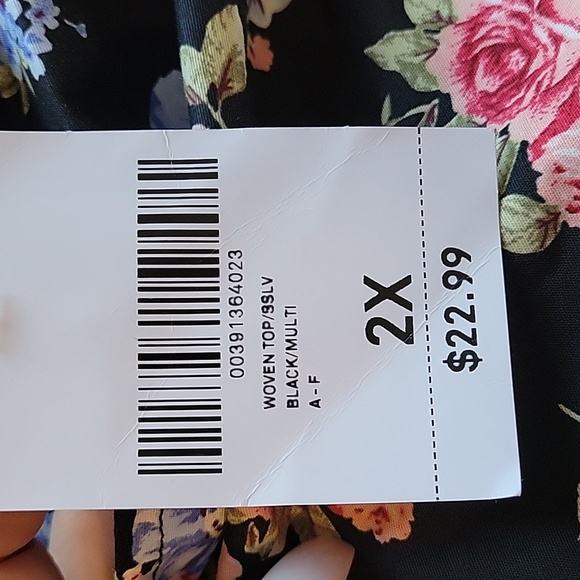 00391364023
WOVEN TOP/SSLV
BLACK/MULTI
A - F
2X
$22.99